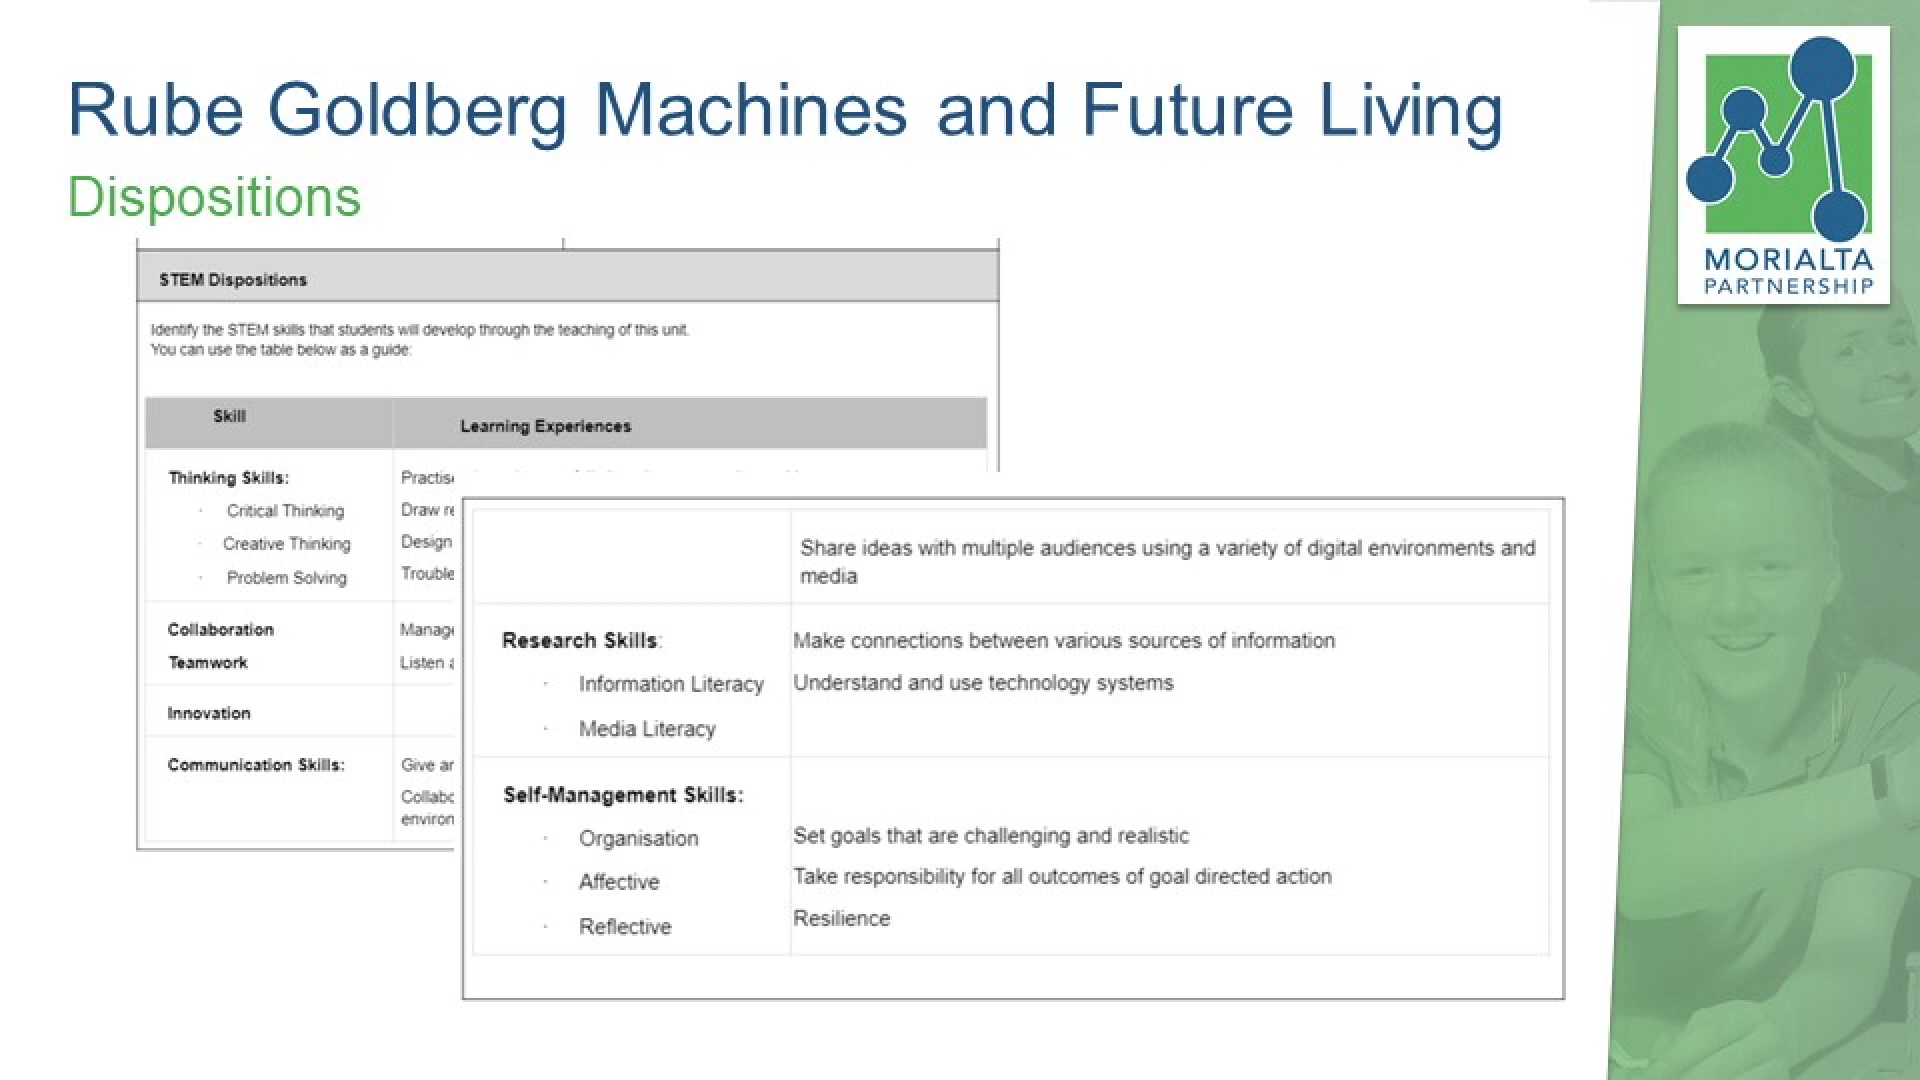 Rube Goldberg Machines and Future Living
Dispositions
MORIALTA
PARTNERSHIP
STEM Dispositions
Identify the STEM skills that students will develop through the teaching of this unit.
You can use the table below as a guide:
Skill
Learning Experiences
Thinking Skills:
· Critical Thinking
Draw
· Creative Thinking
Design
· Problem Solving
Collaboration
Teamwork
Listen
Innovation
Communication Skills:
Give
Share ideas with multiple audiences using a variety of digital environments and
media
Research Skills:
Make connections between various sources of information
· Information Literacy
Understand and use technology systems
· Media Literacy
Self-Management Skills:
· Organisation
Set goals that are challenging and realistic
· Affective
Take responsibility for all outcomes of goal directed action
· Reflective
Resilience